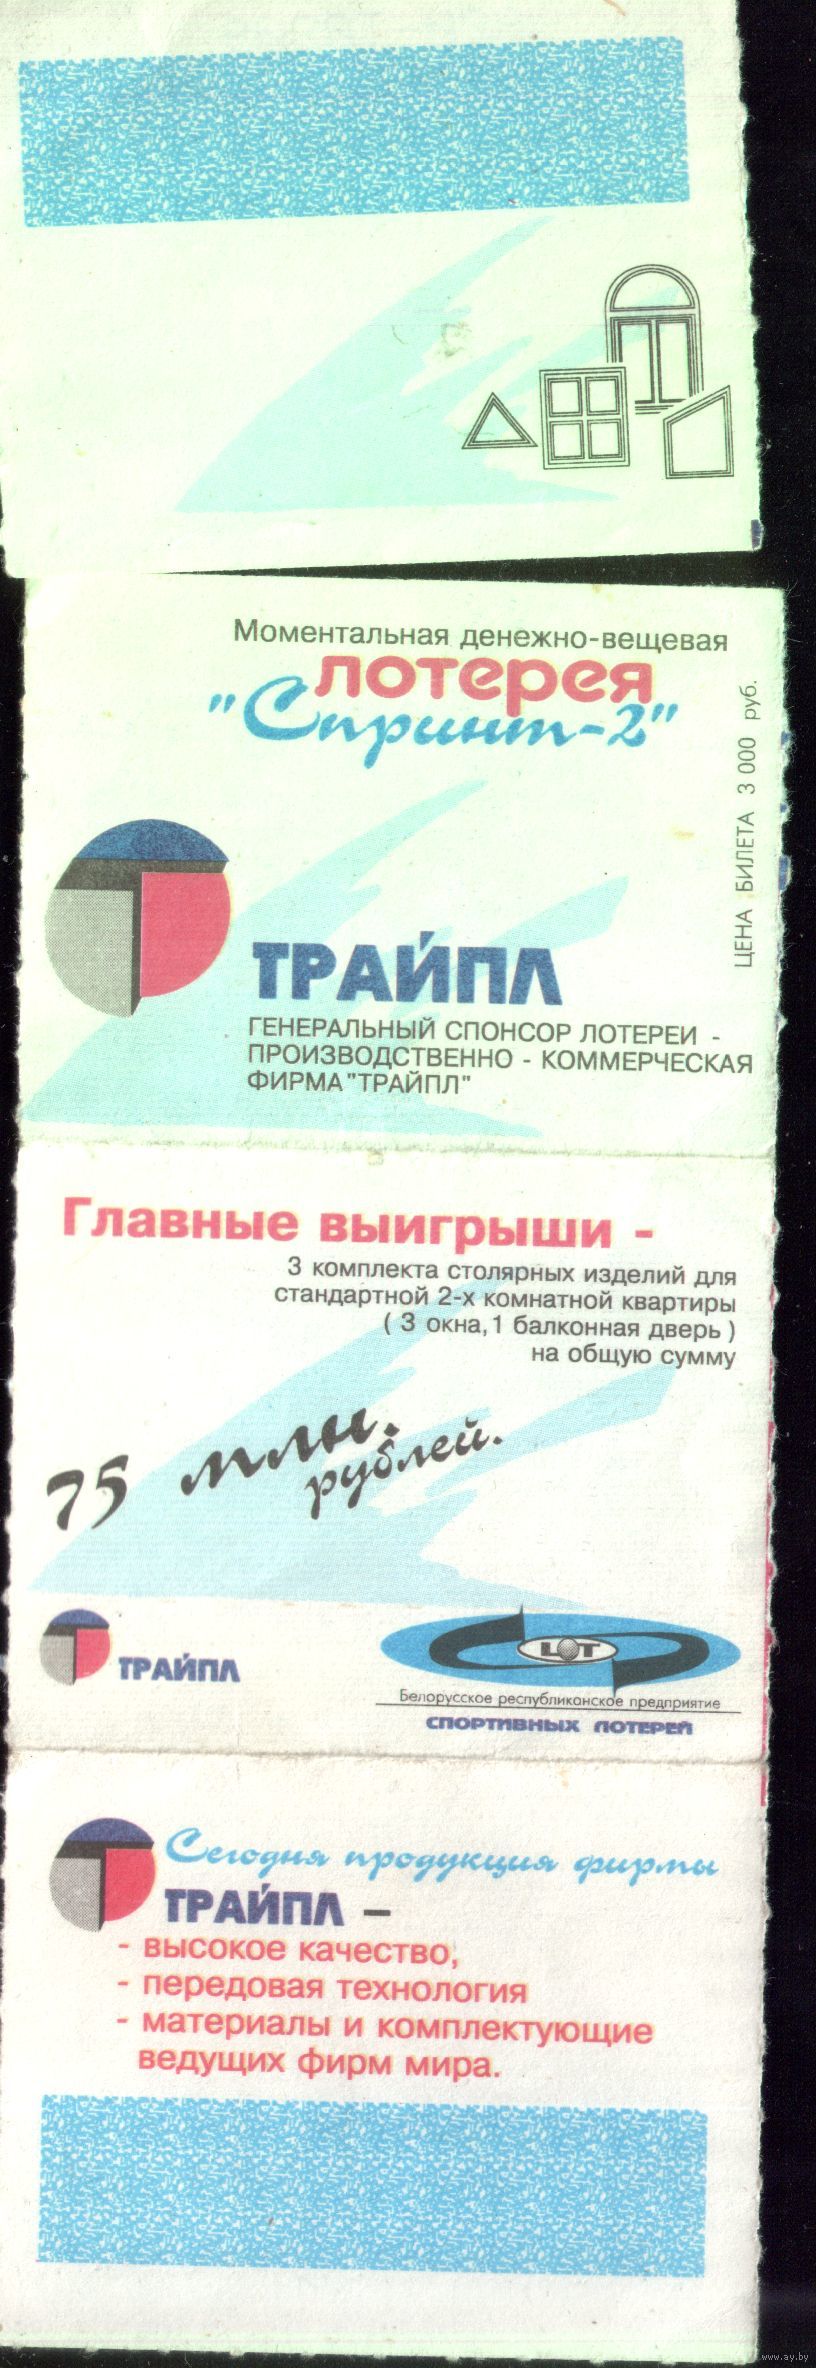 Моментальная денежно-вещевая
лотерея
"Спринт-2"
ЦЕНА БИЛЕТА 3 000 руб.
ТРАЙПЛ
ГЕНЕРАЛЬНЫЙ СПОНСОР ЛОТЕРЕИ -
ПРОИЗВОДСТВЕННО - КОММЕРЧЕСКАЯ
ФИРМА "ТРАЙПЛ"
Главные выигрыши -
3 комплекта столярных изделий для
стандартной 2-х комнатной квартиры
( 3 окна, 1 балконная дверь )
на общую сумму
75 млн.
рублей.
ТРАЙПЛ
LOT
Белорусское республиканское предприятие
СПОРТИВНЫХ ЛОТЕРЕЙ
Сегодня продукция фирмы
ТРАЙПЛ –
- высокое качество,
- передовая технология
- материалы и комплектующие
ведущих фирм мира.
www.ay.by